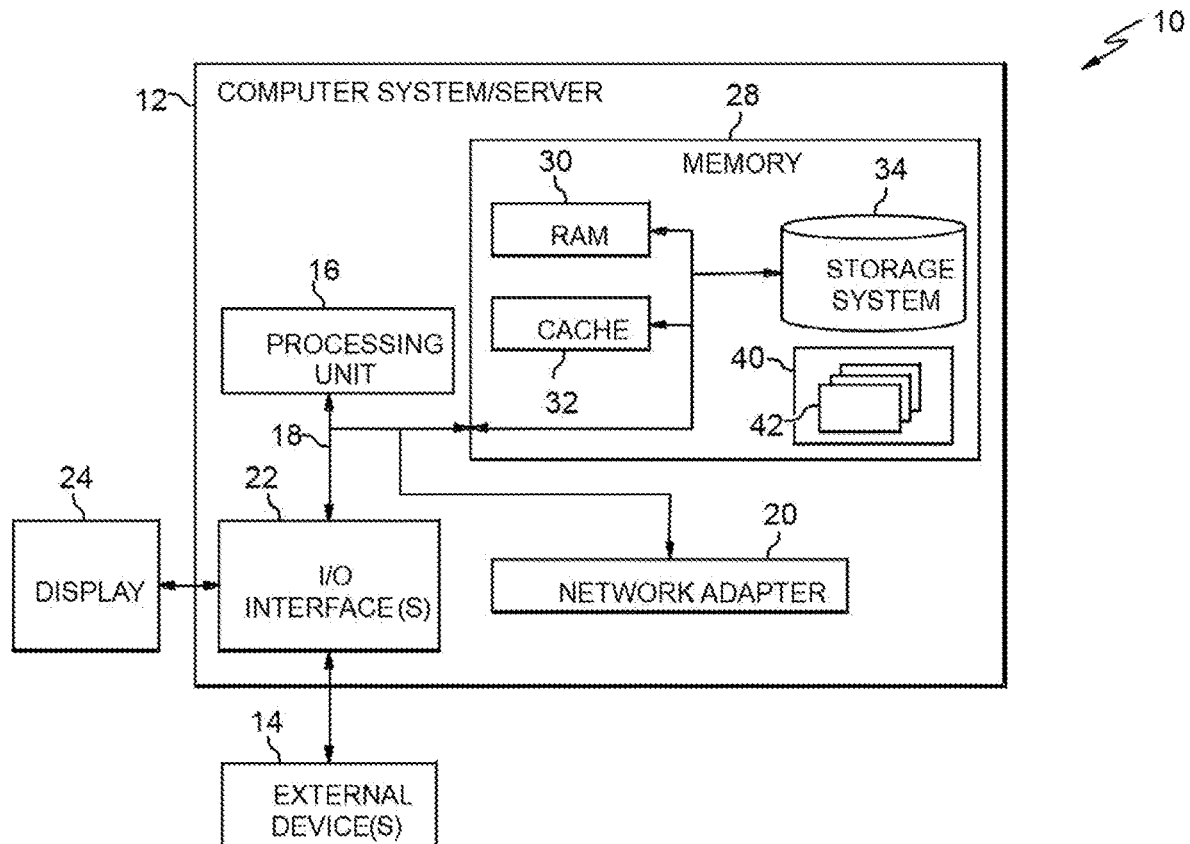 10
12
COMPUTER SYSTEM/SERVER
28
MEMORY
30
RAM
34
STORAGE
SYSTEM
16
PROCESSING
UNIT
CACHE
32
40
42
18
24
22
20
DISPLAY
I/O
INTERFACE(S)
NETWORK ADAPTER
14
EXTERNAL
DEVICE(S)